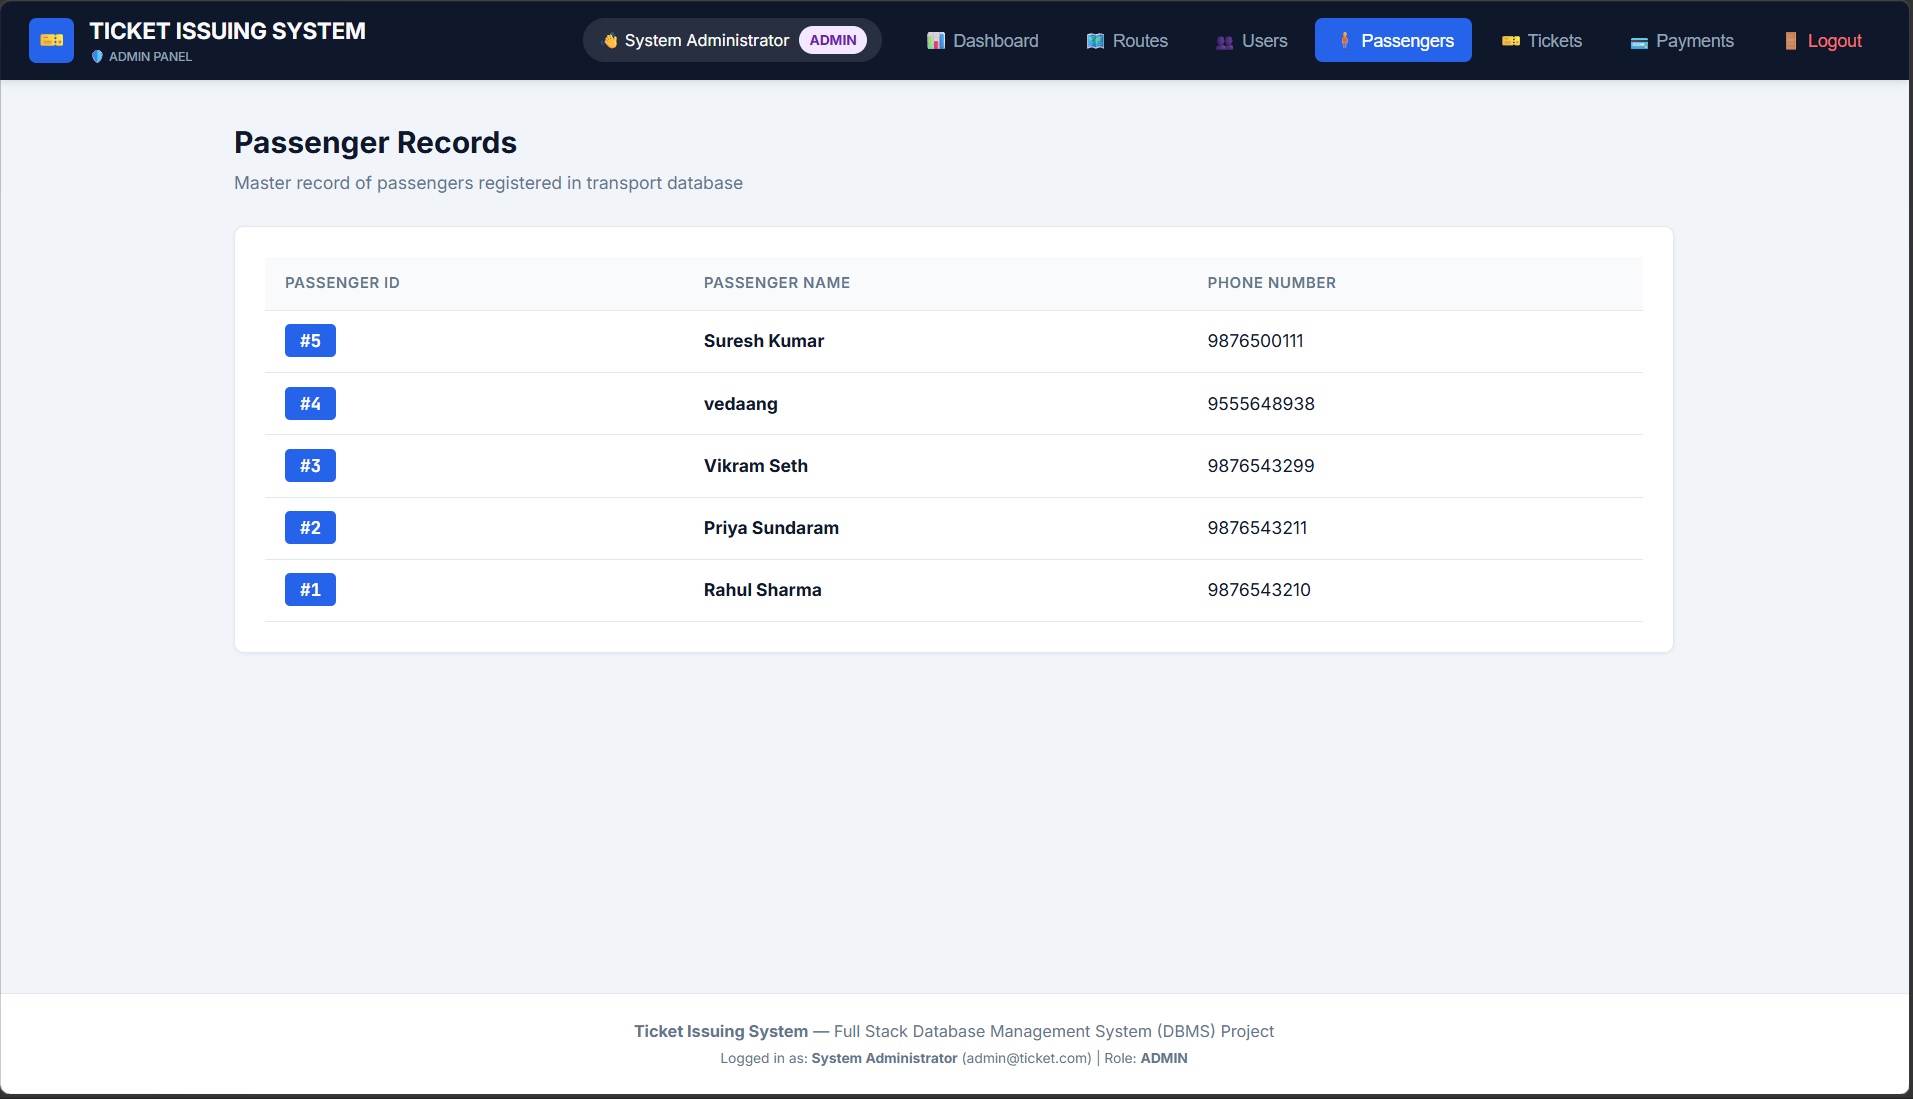 TICKET ISSUING SYSTEM
ADMIN PANEL
System Administrator ADMIN
Dashboard
Routes
Users
Passengers
Tickets
Payments
Logout
Passenger Records
Master record of passengers registered in transport database
PASSENGER ID PASSENGER NAME PHONE NUMBER
#5 Suresh Kumar 9876500111
#4 vedaang 9555648938
#3 Vikram Seth 9876543299
#2 Priya Sundaram 9876543211
#1 Rahul Sharma 9876543210
Ticket Issuing System — Full Stack Database Management System (DBMS) Project
Logged in as: System Administrator (admin@ticket.com) | Role: ADMIN